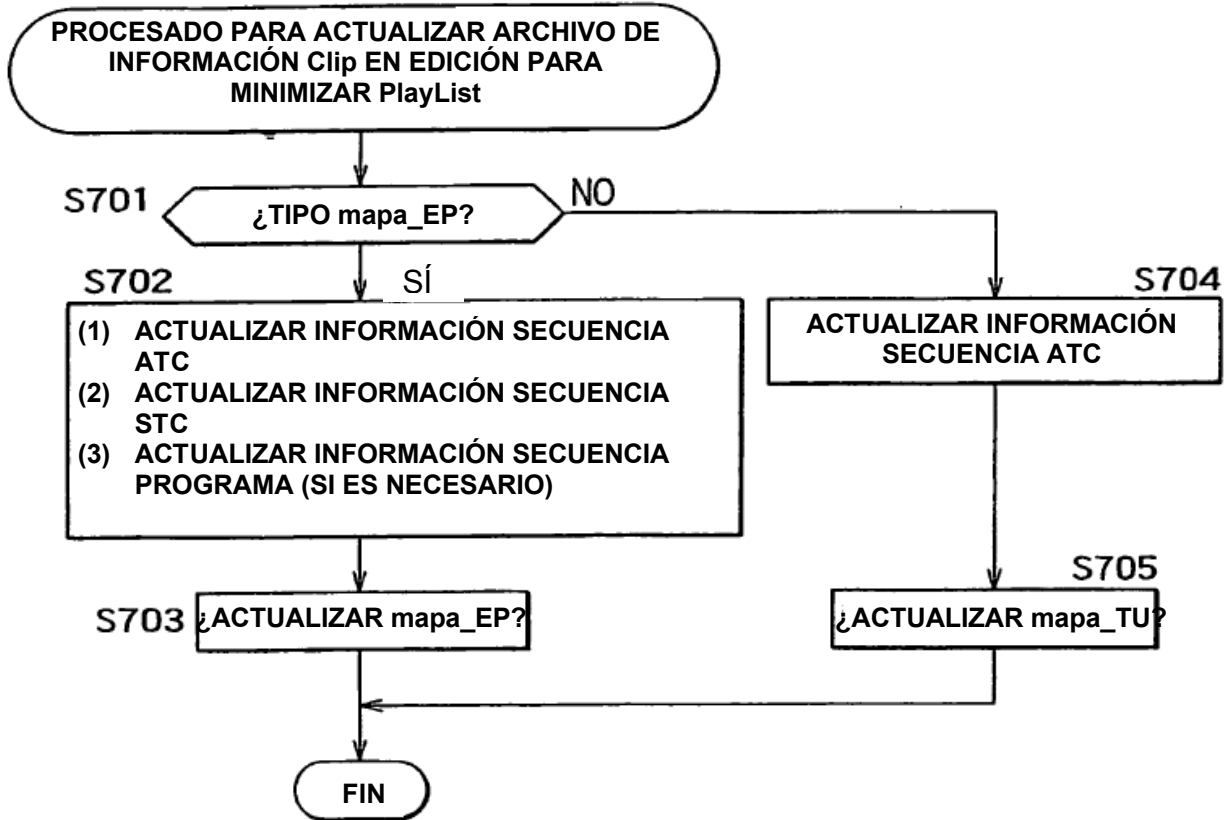 PROCESADO PARA ACTUALIZAR ARCHIVO DE
INFORMACIÓN Clip EN EDICIÓN PARA
MINIMIZAR PlayList
S701
¿TIPO mapa_EP?
NO
S702
SÍ
(1) ACTUALIZAR INFORMACIÓN SECUENCIA
ATC
(2) ACTUALIZAR INFORMACIÓN SECUENCIA
STC
(3) ACTUALIZAR INFORMACIÓN SECUENCIA
PROGRAMA (SI ES NECESARIO)
S704
ACTUALIZAR INFORMACIÓN
SECUENCIA ATC
S703
¿ACTUALIZAR mapa_EP?
S705
¿ACTUALIZAR mapa_TU?
FIN